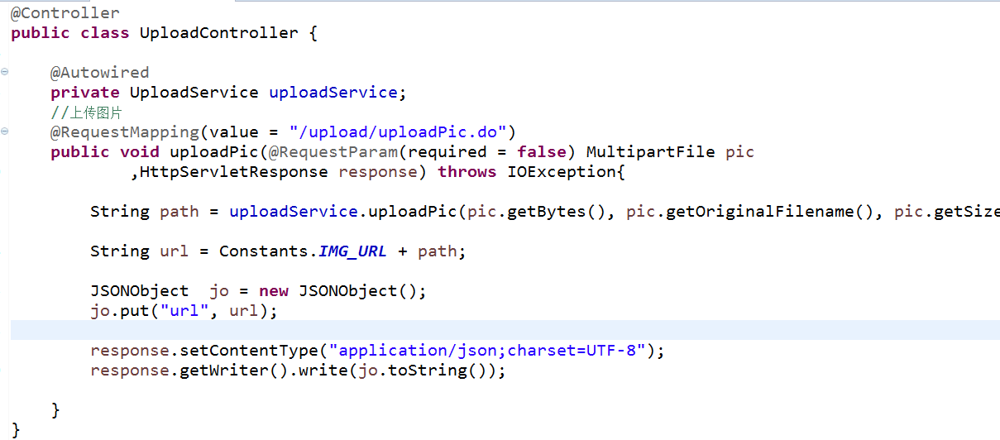 @Controller
public class UploadController {
@Autowired
private UploadService uploadService;
//上传图片
@RequestMapping(value = "/upload/uploadPic.do")
public void uploadPic(@RequestParam(required = false) MultipartFile pic
,HttpServletResponse response) throws IOException{
String path = uploadService.uploadPic(pic.getBytes(), pic.getOriginalFilename(), pic.getSize
String url = Constants.IMG_URL + path;
JSONObject  jo = new JSONObject();
jo.put("url", url);
response.setContentType("application/json;charset=UTF-8");
response.getWriter().write(jo.toString());
}
}